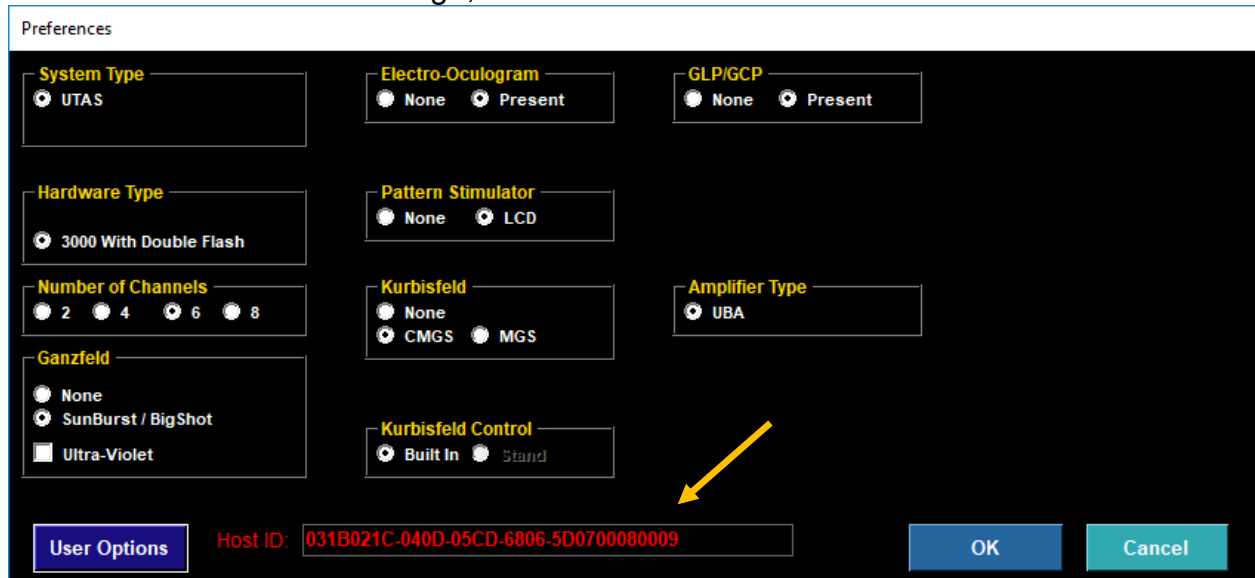 Preferences
System Type
UTAS
Electro-Oculogram
None Present
GLP/GCP
None Present
Hardware Type
3000 With Double Flash
Pattern Stimulator
None LCD
Number of Channels
2 4 6 8
Kurbisfeld
None
CMGS MGS
Amplifier Type
UBA
Ganzfeld
None
SunBurst / BigShot
Ultra-Violet
Kurbisfeld Control
Built In Stand
User Options
Host ID: 031B021C-040D-05CD-6806-5D0700080009
OK
Cancel